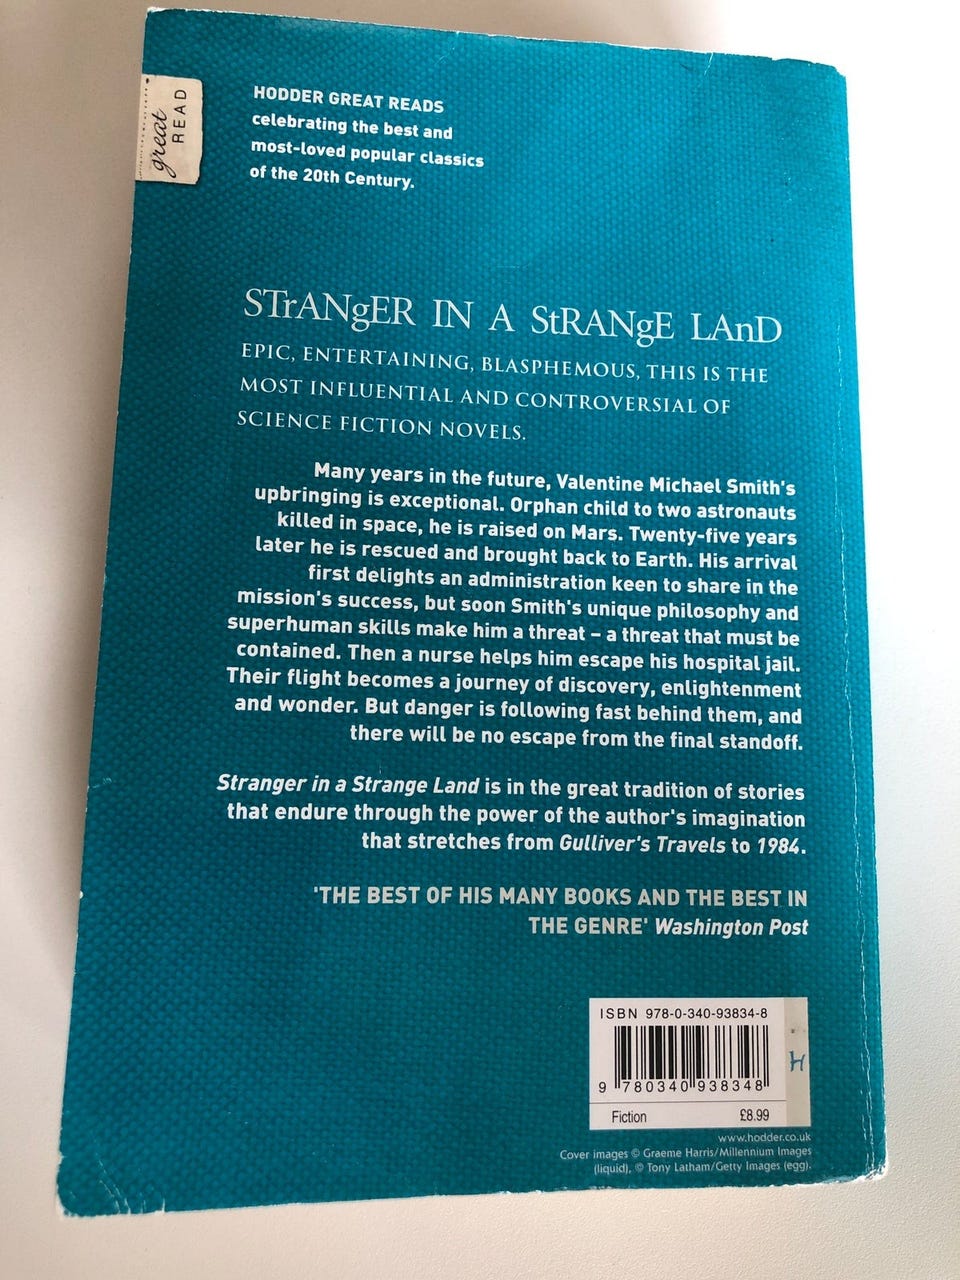 great
READ
HODDER GREAT READS
celebrating the best and
most-loved popular classics
of the 20th Century.
STrANgER IN A StRANgE LAnD
EPIC, ENTERTAINING, BLASPHEMOUS, THIS IS THE
MOST INFLUENTIAL AND CONTROVERSIAL OF
SCIENCE FICTION NOVELS.
Many years in the future, Valentine Michael Smith's
upbringing is exceptional. Orphan child to two astronauts
killed in space, he is raised on Mars. Twenty-five years
later he is rescued and brought back to Earth. His arrival
first delights an administration keen to share in the
mission's success, but soon Smith's unique philosophy and
superhuman skills make him a threat – a threat that must be
contained. Then a nurse helps him escape his hospital jail.
Their flight becomes a journey of discovery, enlightenment
and wonder. But danger is following fast behind them, and
there will be no escape from the final standoff.
Stranger in a Strange Land is in the great tradition of stories
that endure through the power of the author's imagination
that stretches from Gulliver's Travels to 1984.
'THE BEST OF HIS MANY BOOKS AND THE BEST IN
THE GENRE' Washington Post
ISBN 978-0-340-93834-8
9 780340 938348
H
Fiction £8.99
www.hodder.co.uk
Cover images © Graeme Harris/Millennium Images
(liquid), © Tony Latham/Getty Images (egg).